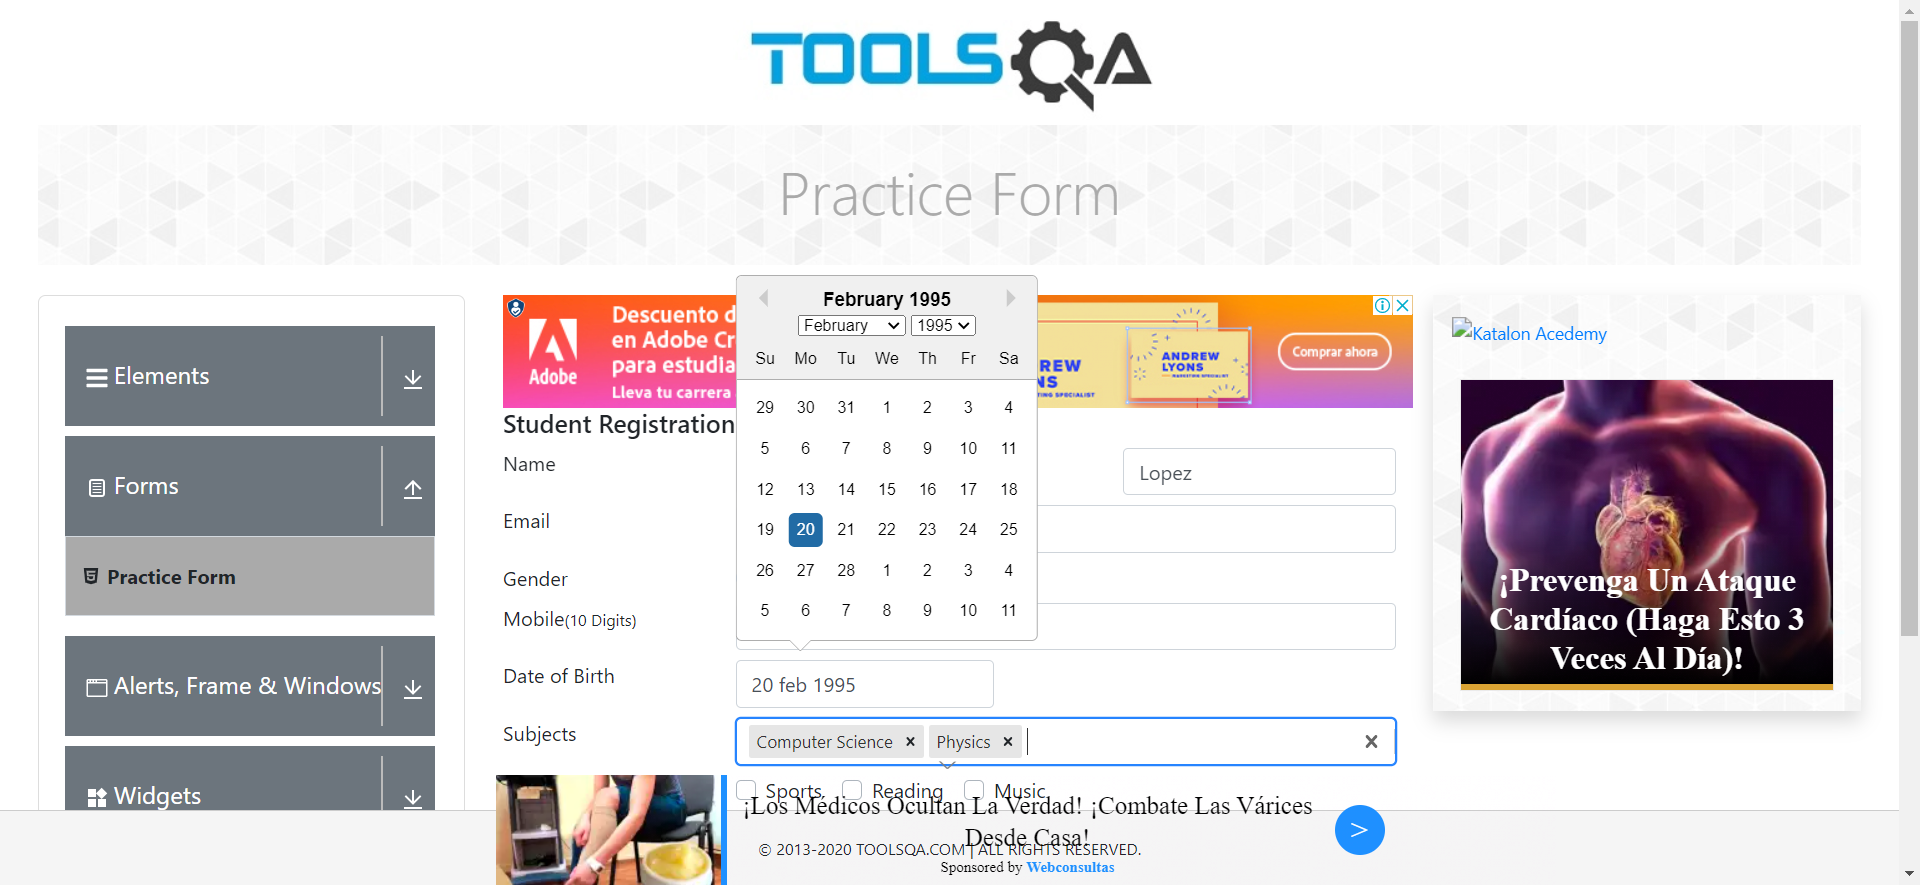 TOOLSQA
Practice Form
Elements
Forms
Practice Form
Alerts, Frame & Windows
Widgets
Adobe
Descuento d
en Adobe Cr
para estudia
Lleva tu carrera
REW
NS
TING SPECIALIST
ANDREW
LYONS
MARKETING SPECIALIST
Comprar ahora
February 1995
February 1995
Su Mo Tu We Th Fr Sa
29 30 31 1 2 3 4
5 6 7 8 9 10 11
12 13 14 15 16 17 18
19 20 21 22 23 24 25
26 27 28 1 2 3 4
5 6 7 8 9 10 11
Student Registration
Name
Lopez
Email
Gender
Mobile(10 Digits)
Date of Birth
20 feb 1995
Subjects
Computer Science × Physics ×
Sports Reading Music
¡Los Médicos Ocultan La Verdad! ¡Combate Las Várices
Desde Casa!
© 2013-2020 TOOLSQA.COM | ALL RIGHTS RESERVED.
Sponsored by Webconsultas
Katalon Acedemy
¡Prevenga Un Ataque
Cardíaco (Haga Esto 3
Veces Al Día)!